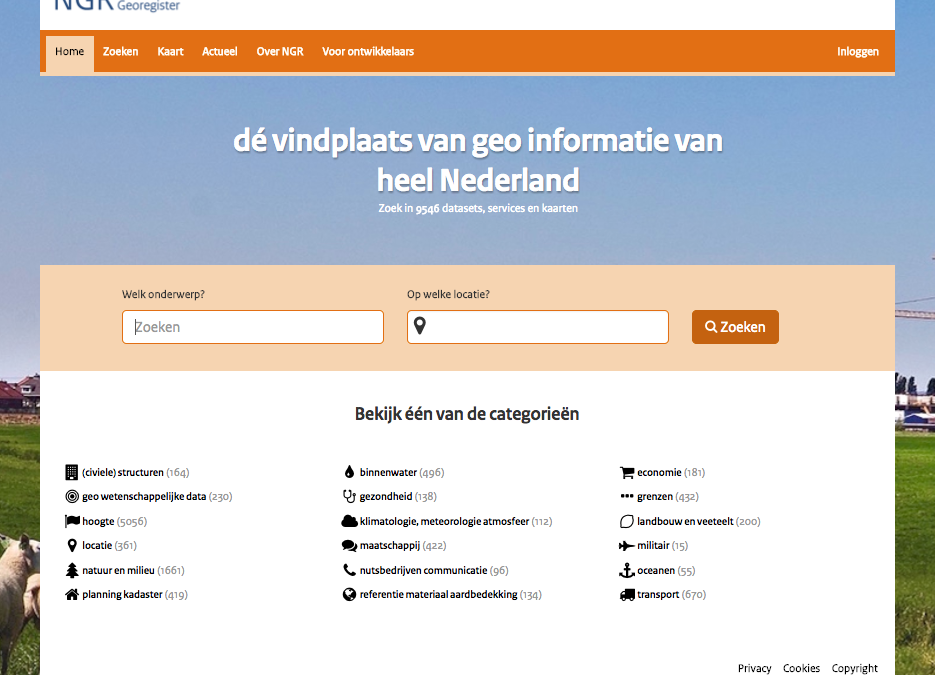 NGR Georegister
Home Zoeken Kaart Actueel Over NGR Voor ontwikkelaars Inloggen
dé vindplaats van geo informatie van
heel Nederland
Zoek in 9546 datasets, services en kaarten
Welk onderwerp? Op welke locatie?
Zoeken Zoeken
Bekijk één van de categorieën
(civiele) structuren (164) binnenwater (496) economie (181)
geo wetenschappelijke data (230) gezondheid (138) grenzen (432)
hoogte (5056) klimatologie, meteorologie atmosfeer (112) landbouw en veeteelt (200)
locatie (361) maatschappij (422) militair (15)
natuur en milieu (1661) nutsbedrijven communicatie (96) oceanen (55)
planning kadaster (419) referentie materiaal aardbedekking (134) transport (670)
Privacy Cookies Copyright